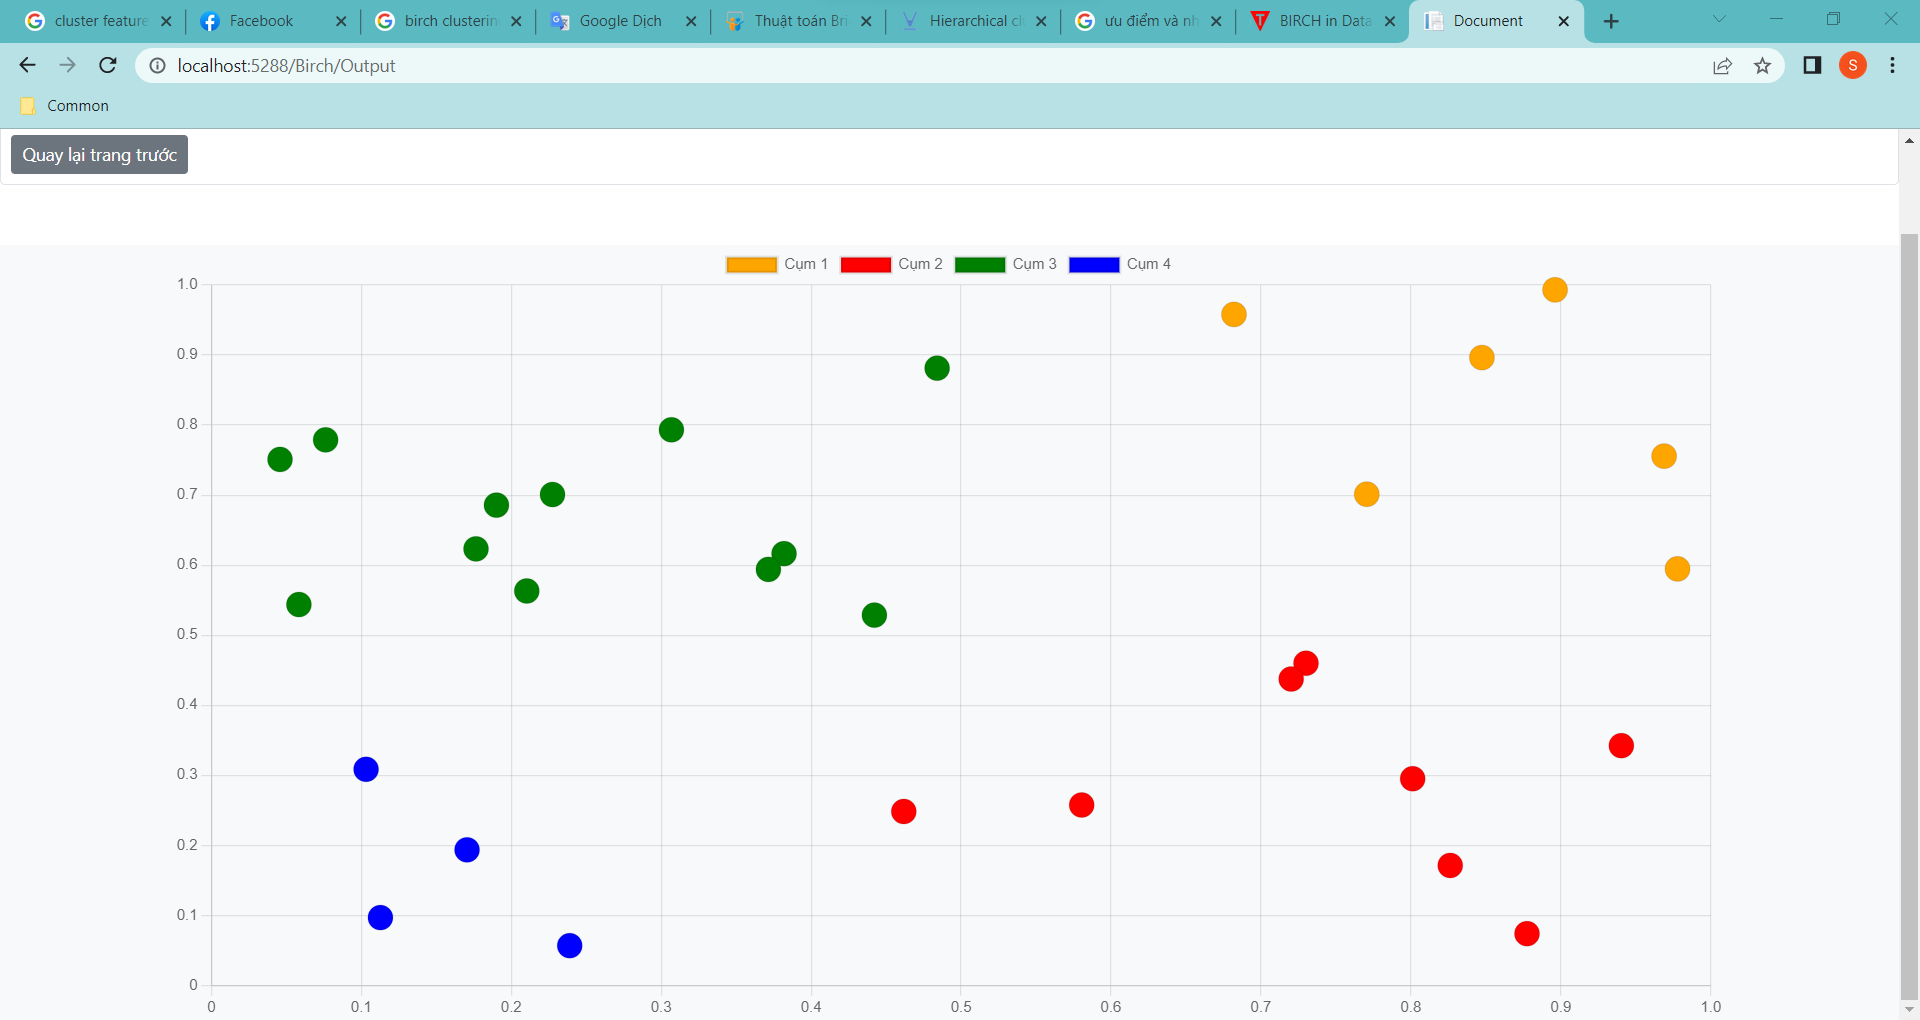 cluster feature Facebook birch clusterin Google Dịch Thuật toán Bri Hierarchical cl ưu điểm và nh BIRCH in Data Document
localhost:5288/Birch/Output S
Common
Quay lại trang trước
Cụm 1 Cụm 2 Cụm 3 Cụm 4
1.0
0.9
0.8
0.7
0.6
0.5
0.4
0.3
0.2
0.1
0
0 0.1 0.2 0.3 0.4 0.5 0.6 0.7 0.8 0.9 1.0